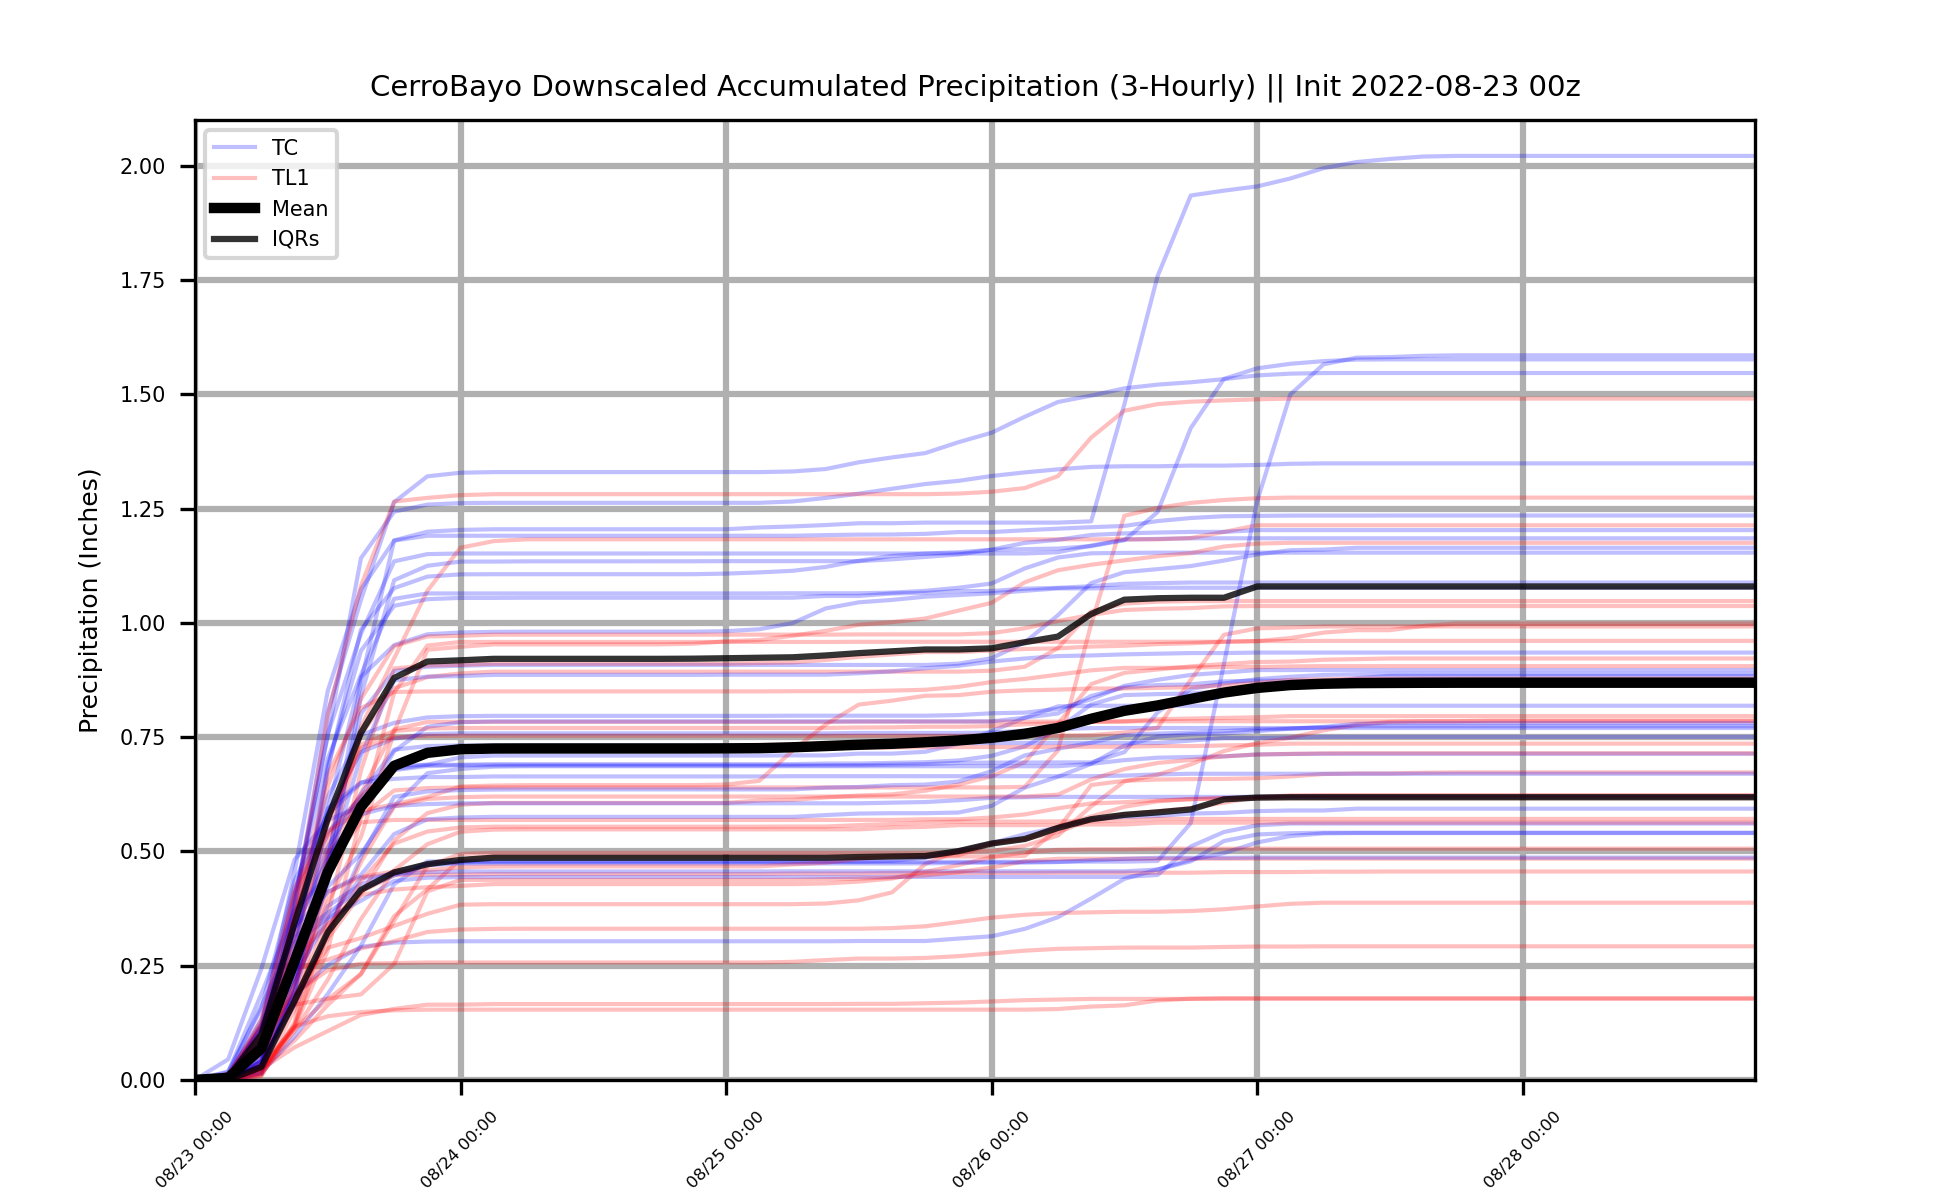 CerroBayo Downscaled Accumulated Precipitation (3-Hourly) || Init 2022-08-23 00z
TC
TL1
Mean
IQRs
Precipitation (Inches)
2.00
1.75
1.50
1.25
1.00
0.75
0.50
0.25
0.00
08/23 00:00
08/24 00:00
08/25 00:00
08/26 00:00
08/27 00:00
08/28 00:00